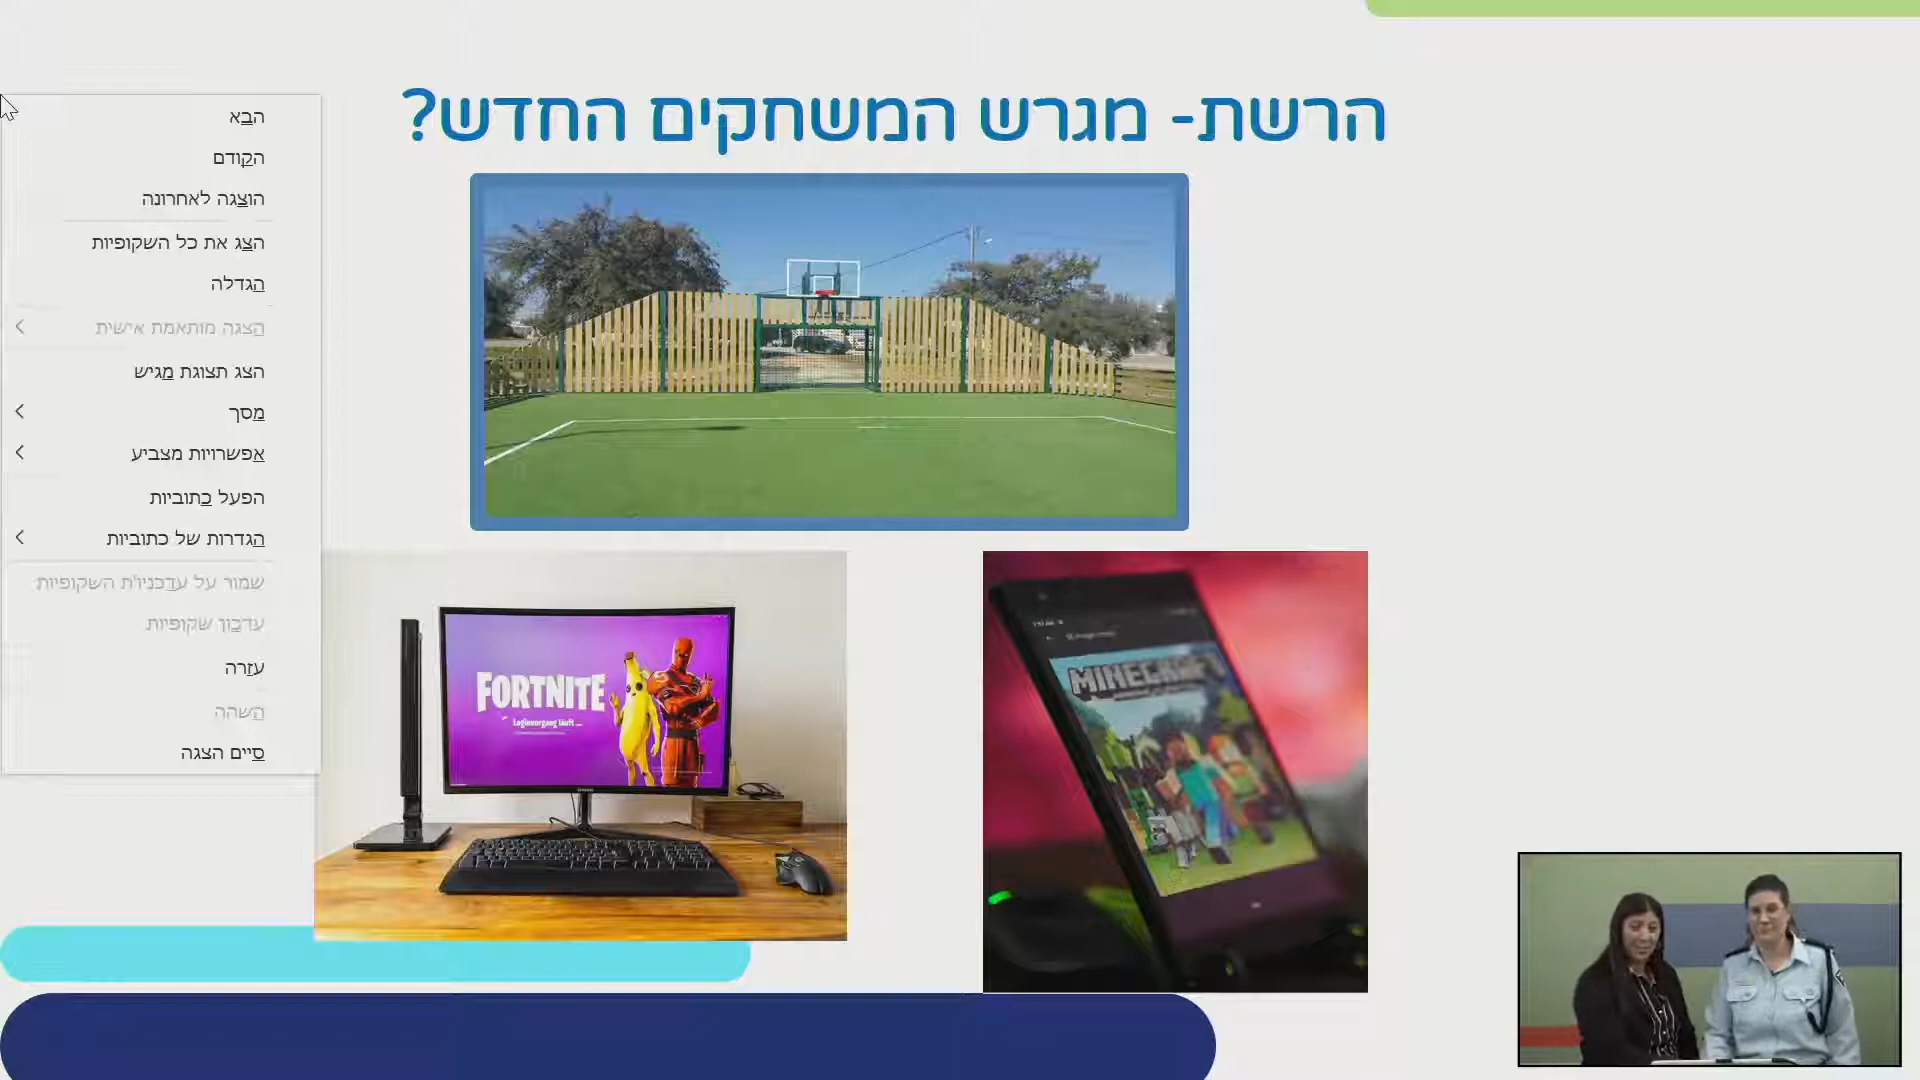 הרשת- מגרש המשחקים החדש?
הבא
הקודם
הוצגה לאחרונה
הצג את כל השקופיות
הגדלה
הצגה מותאמת אישית
הצג תצוגת מגיש
מסך
אפשרויות מצביע
הפעל כתוביות
הגדרות של כתוביות
שמור על עדכניות השקופיות
עדכון שקופיות
עזרה
השהה
סיים הצגה
FORTNITE
Loginvorgang läuft ...
MINECRAFT